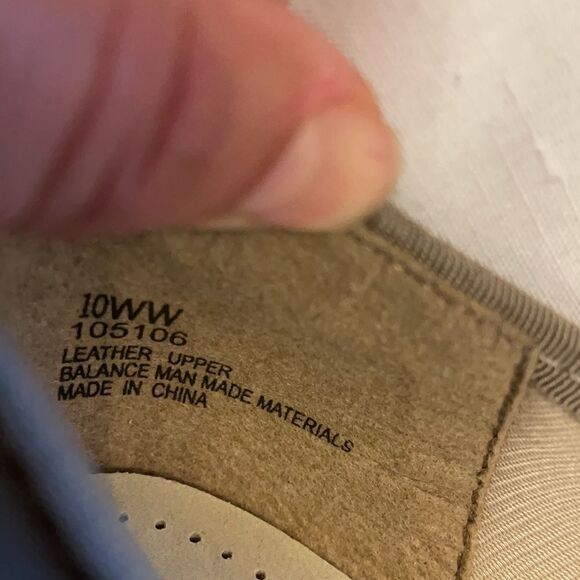 10WW
105106
LEATHER UPPER
BALANCE MAN MADE MATERIALS
MADE IN CHINA